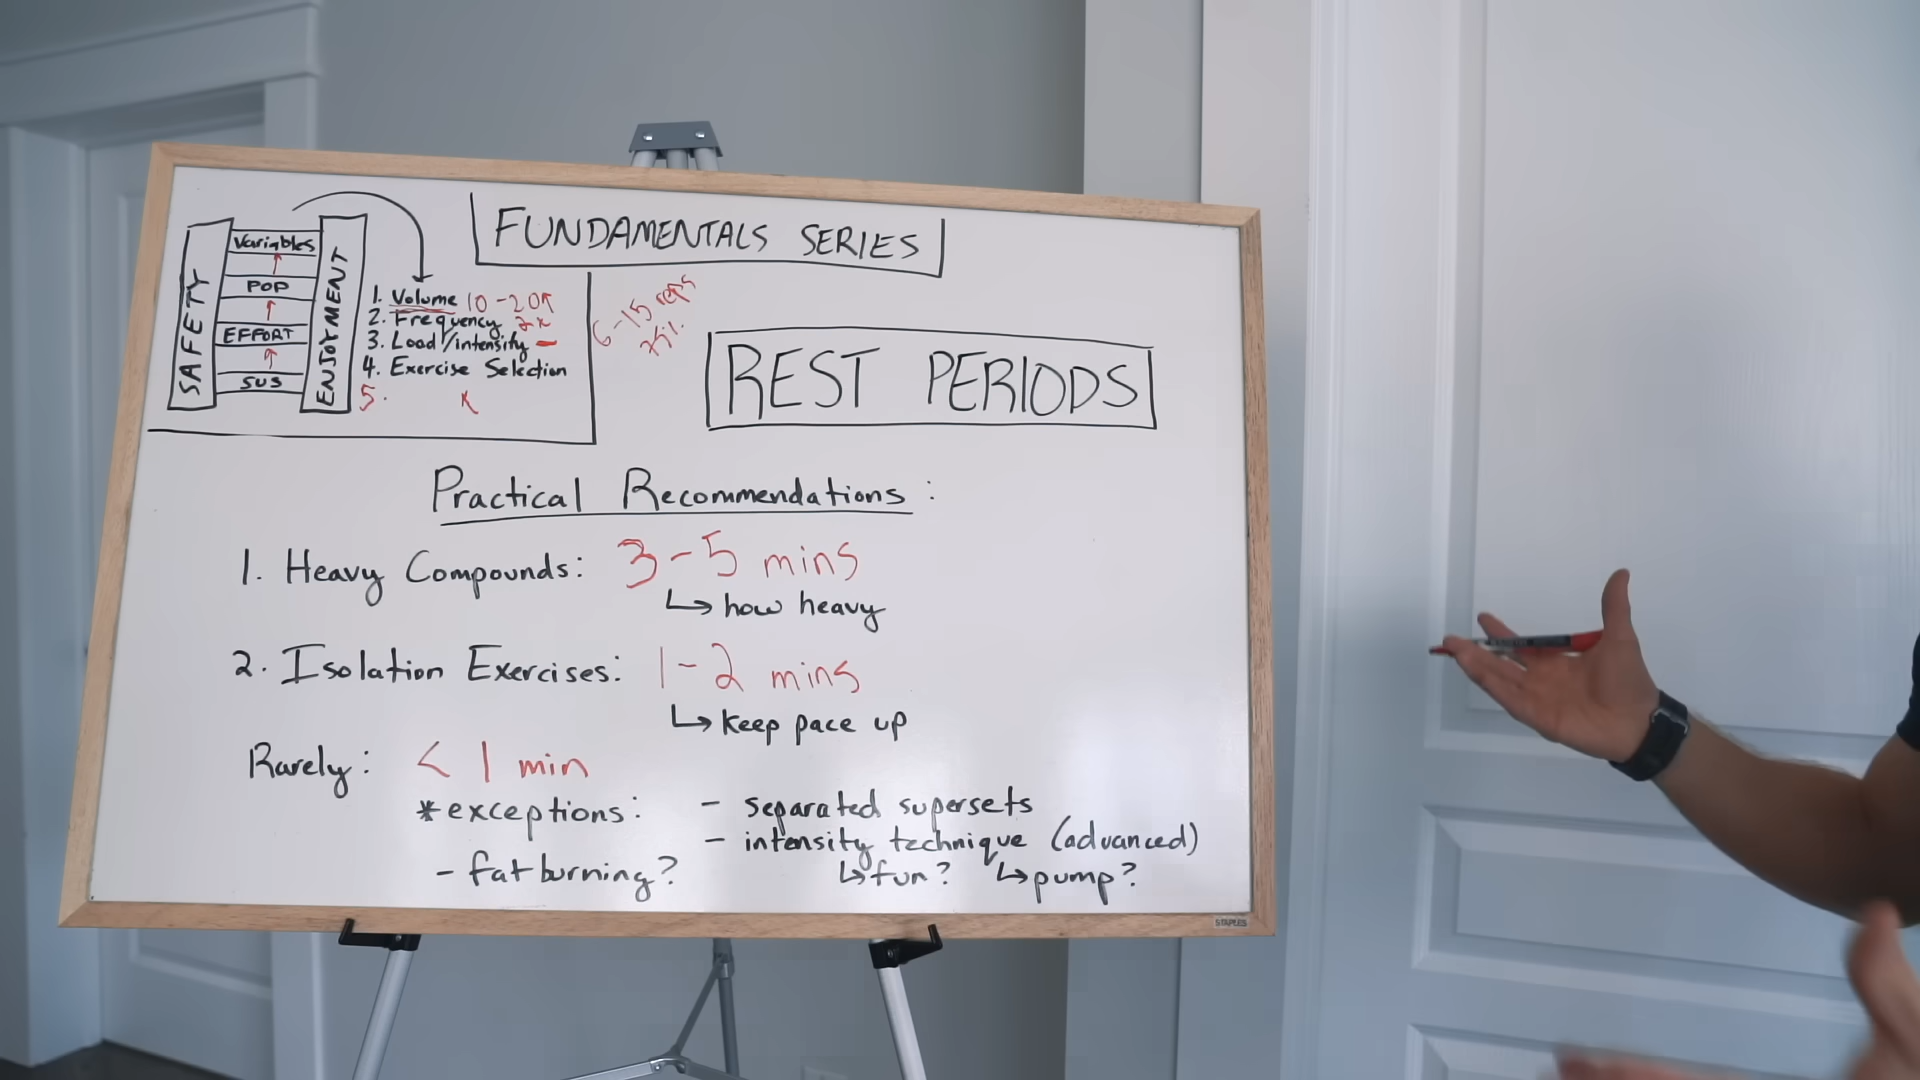 FUNDAMENTALS SERIES
SAFETY
Variables
POP
EFFORT
SUS
ENJOYMENT
1. Volume 10-20
2. Frequency 2x
3. Load/intensity -
4. Exercise Selection
5.
6-15 reps
REST PERIODS
Practical Recommendations:
1. Heavy Compounds: 3-5 mins
↳ how heavy
2. Isolation Exercises: 1-2 mins
↳ keep pace up
Rarely: < 1 min
*exceptions:
- separated supersets
- intensity technique (advanced)
↳ fun? ↳ pump?
- fat burning?
STAPLES